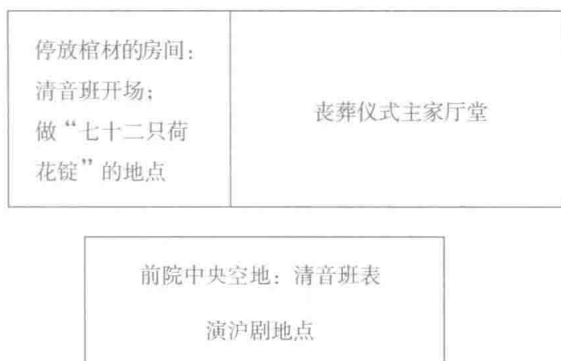 停放棺材的房间：
清音班开场；
做“七十二只荷
花锭”的地点
丧葬仪式主家厅堂
前院中央空地：清音班表
演沪剧地点